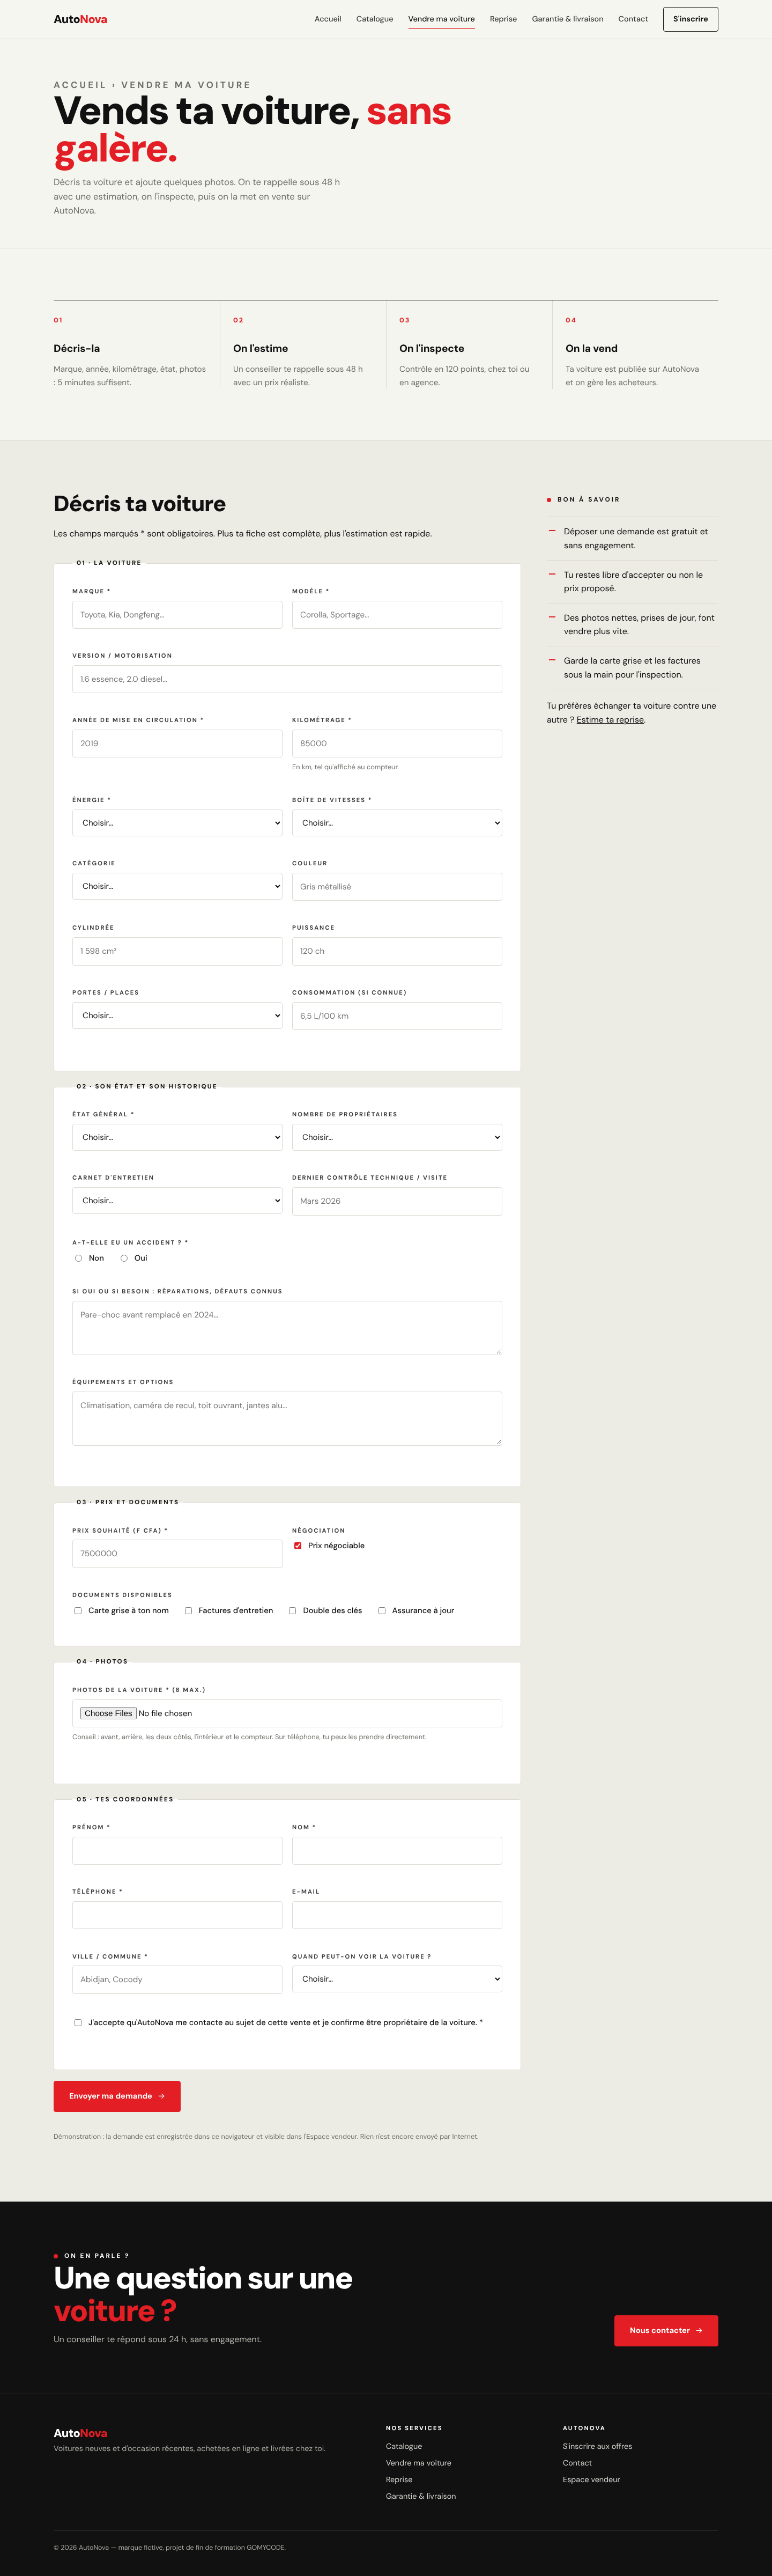 AutoNova
Accueil
Catalogue
Vendre ma voiture
Reprise
Garantie & livraison
Contact
S'inscrire
ACCUEIL › VENDRE MA VOITURE
Vends ta voiture, sans
galère.
Décris ta voiture et ajoute quelques photos. On te rappelle sous 48 h
avec une estimation, on l'inspecte, puis on la met en vente sur
AutoNova.
01
Décris-la
Marque, année, kilométrage, état, photos
: 5 minutes suffisent.
02
On l'estime
Un conseiller te rappelle sous 48 h
avec un prix réaliste.
03
On l'inspecte
Contrôle en 120 points, chez toi ou
en agence.
04
On la vend
Ta voiture est publiée sur AutoNova
et on gère les acheteurs.
Décris ta voiture
Les champs marqués * sont obligatoires. Plus ta fiche est complète, plus l'estimation est rapide.
01 · LA VOITURE
MARQUE *
Toyota, Kia, Dongfeng…
MODÈLE *
Corolla, Sportage…
VERSION / MOTORISATION
1.6 essence, 2.0 diesel…
ANNÉE DE MISE EN CIRCULATION *
2019
KILOMÉTRAGE *
85000
En km, tel qu'affiché au compteur.
ÉNERGIE *
Choisir…
BOÎTE DE VITESSES *
Choisir…
CATÉGORIE
Choisir…
COULEUR
Gris métallisé
CYLINDRÉE
1 598 cm³
PUISSANCE
120 ch
PORTES / PLACES
Choisir…
CONSOMMATION (SI CONNUE)
6,5 L/100 km
02 · SON ÉTAT ET SON HISTORIQUE
ÉTAT GÉNÉRAL *
Choisir…
NOMBRE DE PROPRIÉTAIRES
Choisir…
CARNET D'ENTRETIEN
Choisir…
DERNIER CONTRÔLE TECHNIQUE / VISITE
Mars 2026
A-T-ELLE EU UN ACCIDENT ? *
Non
Oui
SI OUI OU SI BESOIN : RÉPARATIONS, DÉFAUTS CONNUS
Pare-choc avant remplacé en 2024…
ÉQUIPEMENTS ET OPTIONS
Climatisation, caméra de recul, toit ouvrant, jantes alu…
03 · PRIX ET DOCUMENTS
PRIX SOUHAITÉ (F CFA) *
7500000
NÉGOCIATION
Prix négociable
DOCUMENTS DISPONIBLES
Carte grise à ton nom
Factures d'entretien
Double des clés
Assurance à jour
04 · PHOTOS
PHOTOS DE LA VOITURE * (8 MAX.)
Choose Files No file chosen
Conseil : avant, arrière, les deux côtés, l'intérieur et le compteur. Sur téléphone, tu peux les prendre directement.
05 · TES COORDONNÉES
PRÉNOM *
NOM *
TÉLÉPHONE *
E-MAIL
VILLE / COMMUNE *
Abidjan, Cocody
QUAND PEUT-ON VOIR LA VOITURE ?
Choisir…
J'accepte qu'AutoNova me contacte au sujet de cette vente et je confirme être propriétaire de la voiture. *
Envoyer ma demande →
Démonstration : la demande est enregistrée dans ce navigateur et visible dans l'Espace vendeur. Rien n'est encore envoyé par Internet.
BON À SAVOIR
Déposer une demande est gratuit et
sans engagement.
Tu restes libre d'accepter ou non le
prix proposé.
Des photos nettes, prises de jour, font
vendre plus vite.
Garde la carte grise et les factures
sous la main pour l'inspection.
Tu préfères échanger ta voiture contre une
autre ? Estime ta reprise.
ON EN PARLE ?
Une question sur une
voiture ?
Un conseiller te répond sous 24 h, sans engagement.
Nous contacter →
AutoNova
Voitures neuves et d'occasion récentes, achetées en ligne et livrées chez toi.
NOS SERVICES
Catalogue
Vendre ma voiture
Reprise
Garantie & livraison
AUTONOVA
S'inscrire aux offres
Contact
Espace vendeur
© 2026 AutoNova — marque fictive, projet de fin de formation GOMYCODE.